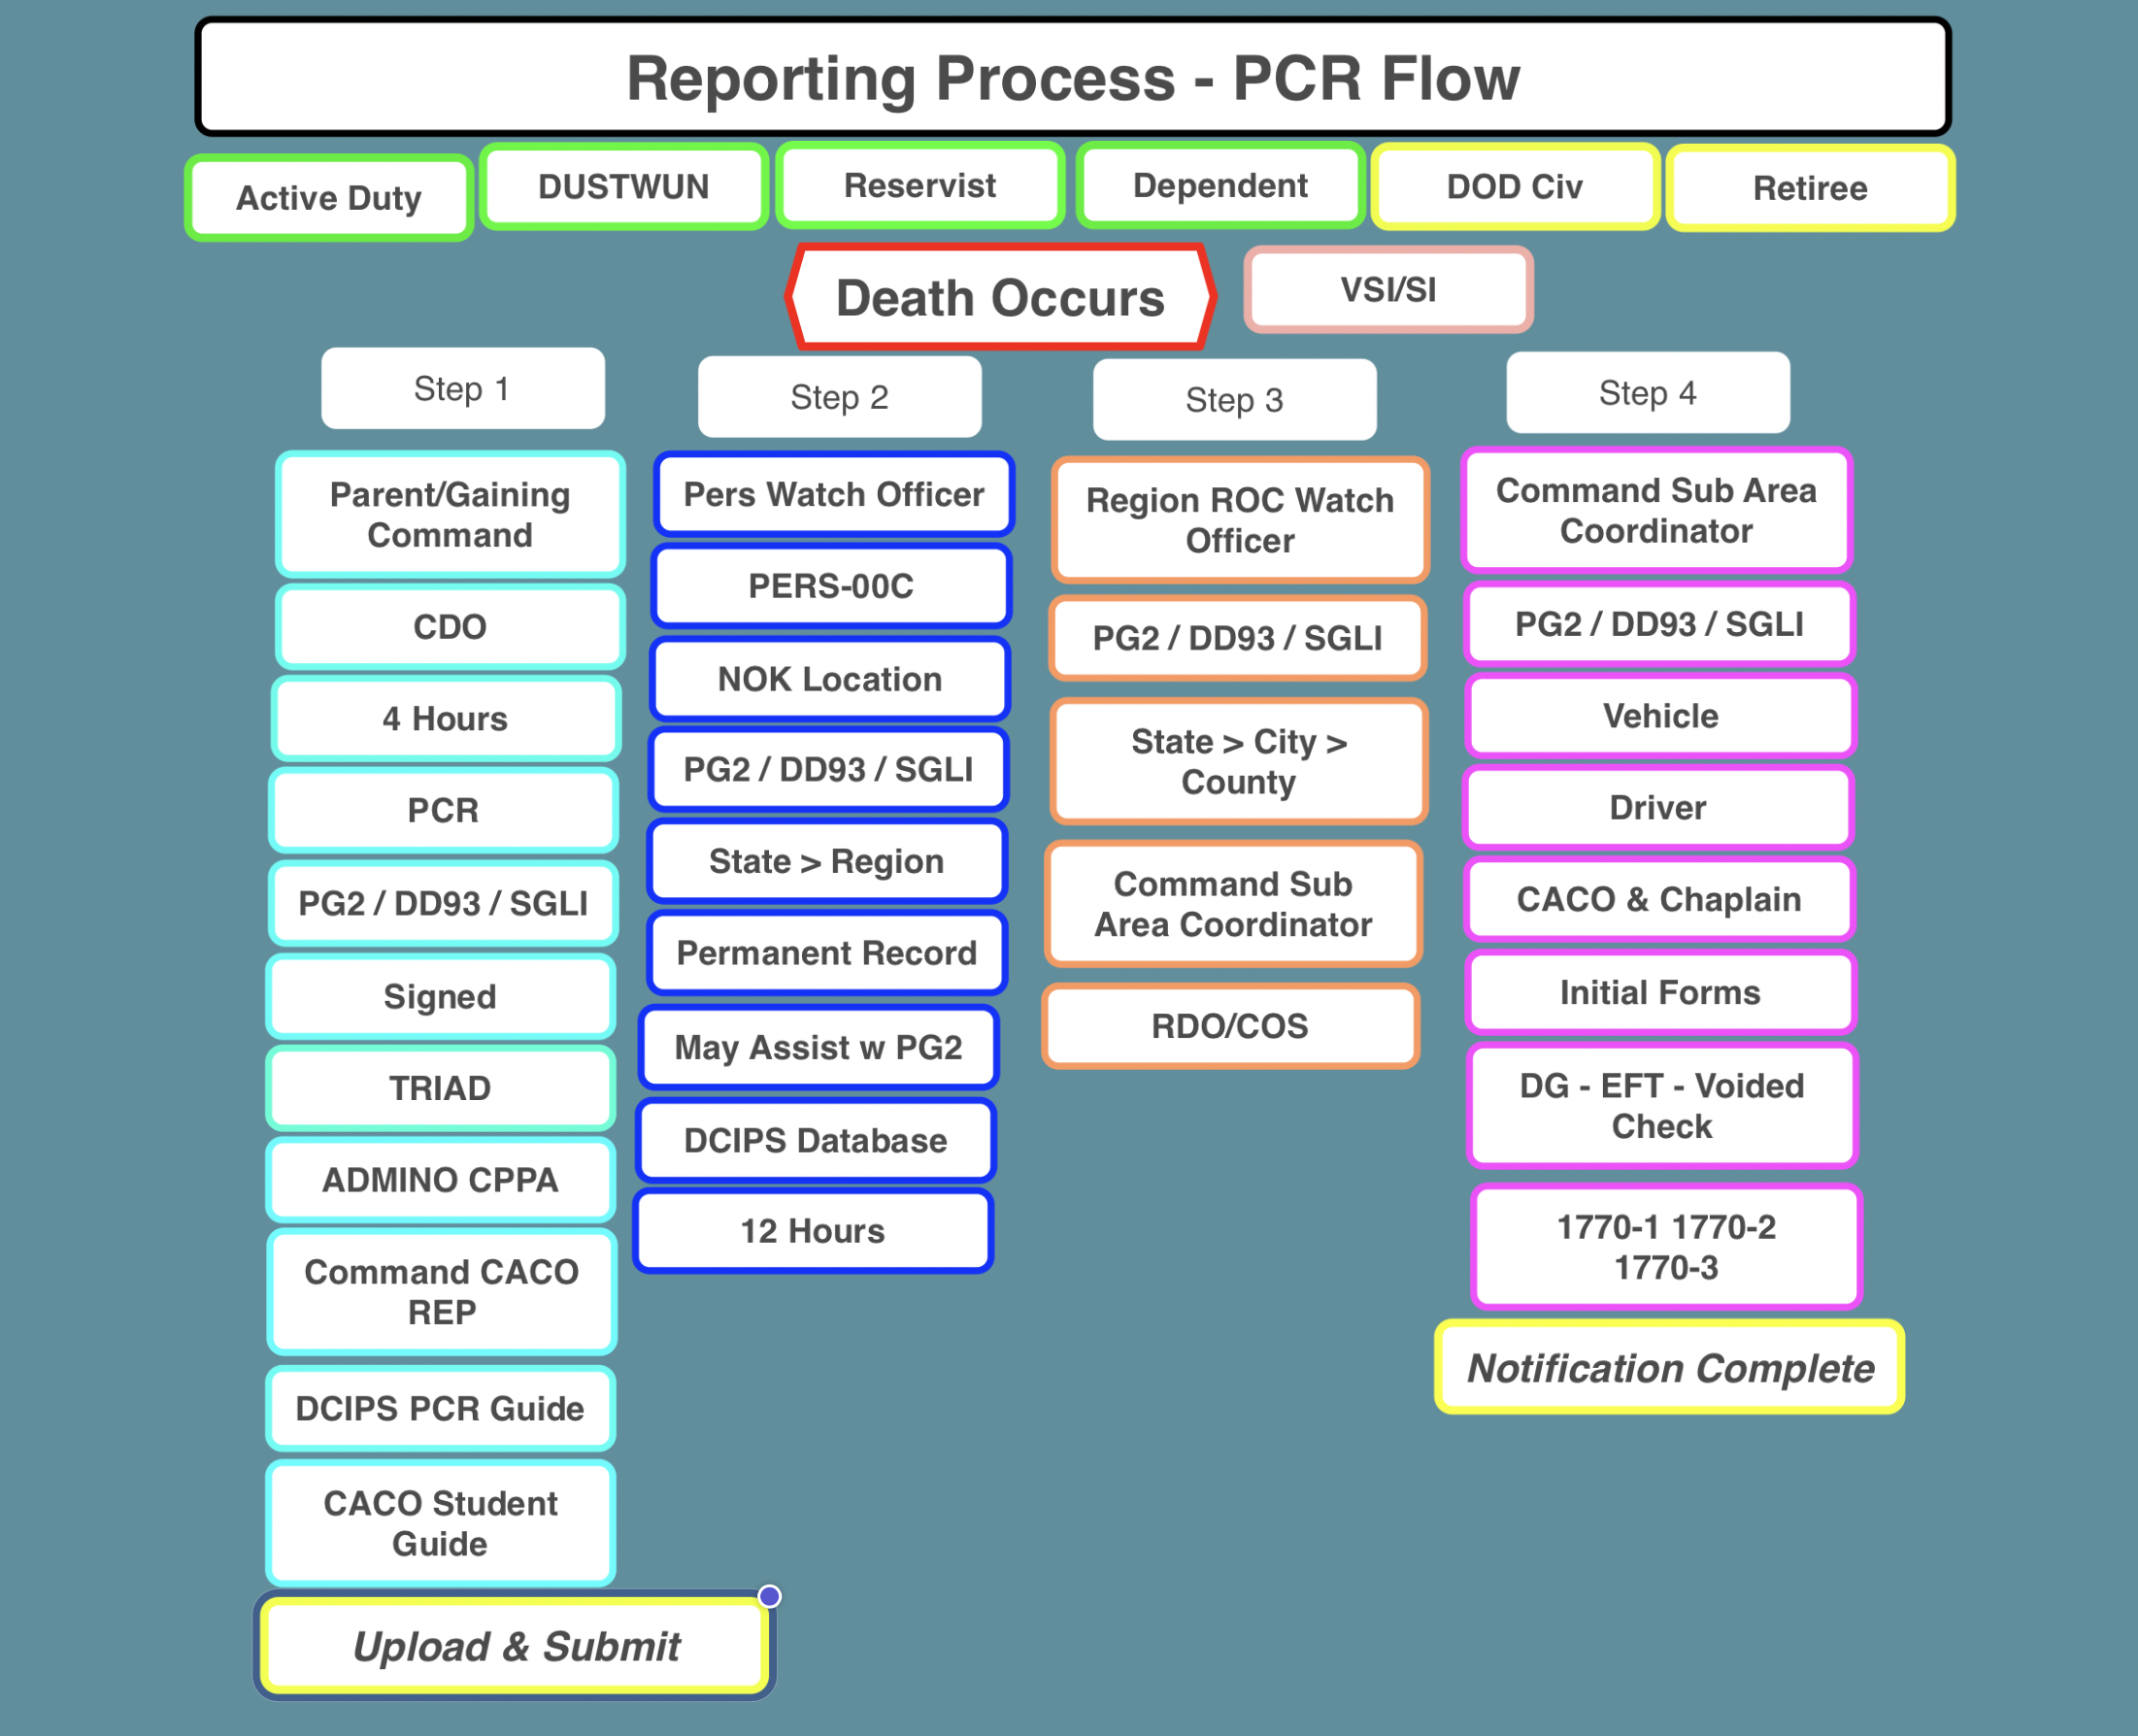 Reporting Process - PCR Flow
Active Duty
DUSTWUN
Reservist
Dependent
DOD Civ
Retiree
Death Occurs
VSI/SI
Step 1
Parent/Gaining
Command
CDO
4 Hours
PCR
PG2 / DD93 / SGLI
Signed
TRIAD
ADMINO CPPA
Command CACO
REP
DCIPS PCR Guide
CACO Student
Guide
Upload & Submit
Step 2
Pers Watch Officer
PERS-00C
NOK Location
PG2 / DD93 / SGLI
State > Region
Permanent Record
May Assist w PG2
DCIPS Database
12 Hours
Step 3
Region ROC Watch
Officer
PG2 / DD93 / SGLI
State > City >
County
Command Sub
Area Coordinator
RDO/COS
Step 4
Command Sub Area
Coordinator
PG2 / DD93 / SGLI
Vehicle
Driver
CACO & Chaplain
Initial Forms
DG - EFT - Voided
Check
1770-1 1770-2
1770-3
Notification Complete